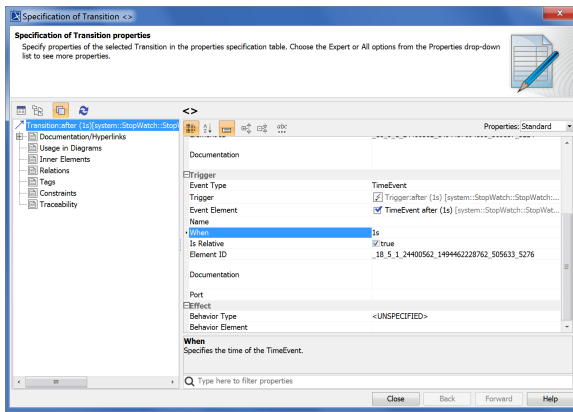 Specification of Transition <>
Specification of Transition properties
Specify properties of the selected Transition in the properties specification table. Choose the Expert or All options from the Properties drop-down
list to see more properties.
<>
Transition:after (1s)[system::StopWatch::Stop
Documentation/Hyperlinks
Usage in Diagrams
Inner Elements
Relations
Tags
Constraints
Traceability
Properties: Standard
Documentation
Trigger
Event Type TimeEvent
Trigger Trigger:after (1s) [system::StopWatch::StopWatch:...
Event Element TimeEvent after (1s) [system::StopWatch::StopWat...
Name
When 1s
Is Relative true
Element ID _18_5_1_24400562_1494462228762_505633_5276
Documentation
Port
Effect
Behavior Type <UNSPECIFIED>
Behavior Element
When
Specifies the time of the TimeEvent.
Type here to filter properties
Close Back Forward Help